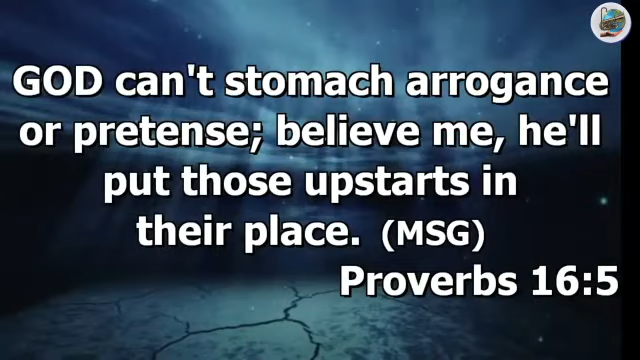 GOD can't stomach arrogance
or pretense; believe me, he'll
put those upstarts in
their place. (MSG)
Proverbs 16:5